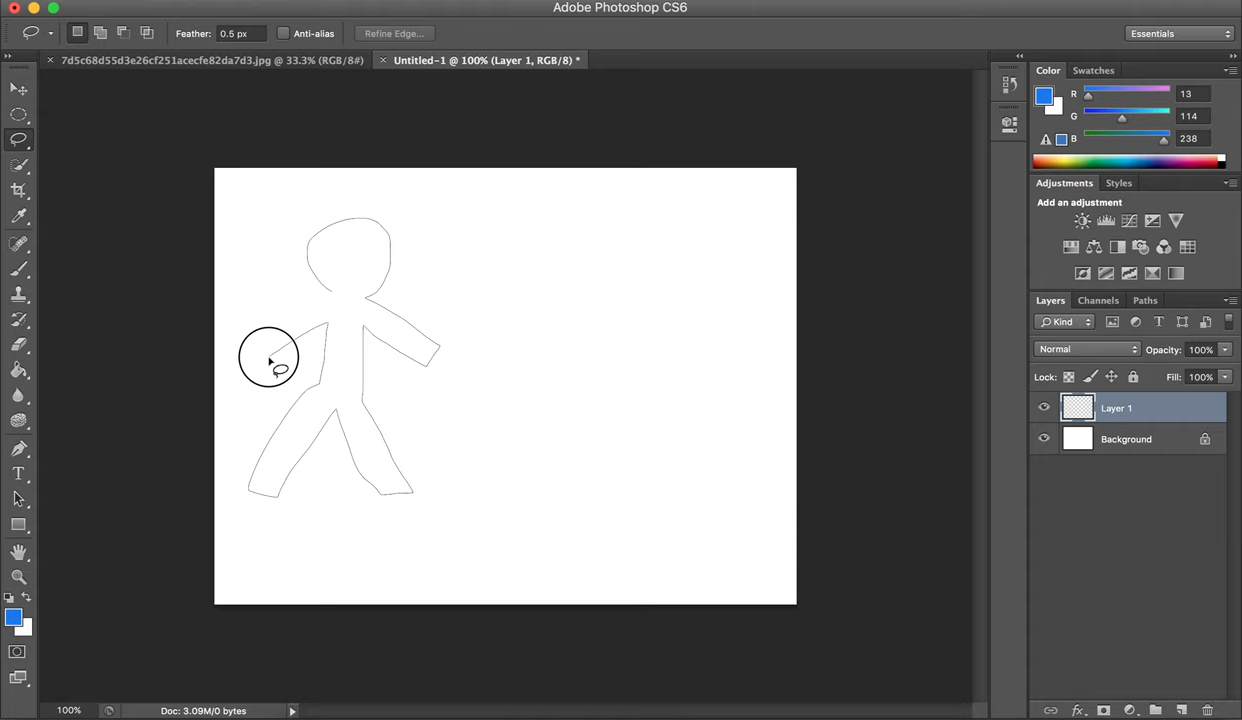 Adobe Photoshop CS6
Feather: 0.5 px Anti-alias Refine Edge... Essentials
7d5c68d55d3e26cf251acecfe82da7d3.jpg @ 33.3% (RGB/8#) Untitled-1 @ 100% (Layer 1, RGB/8) *
Color Swatches
R 13
G 114
B 238
Adjustments Styles
Add an adjustment
Layers Channels Paths
Kind T
Normal Opacity: 100%
Lock: Fill: 100%
Layer 1
Background
T
fx
100% Doc: 3.09M/0 bytes